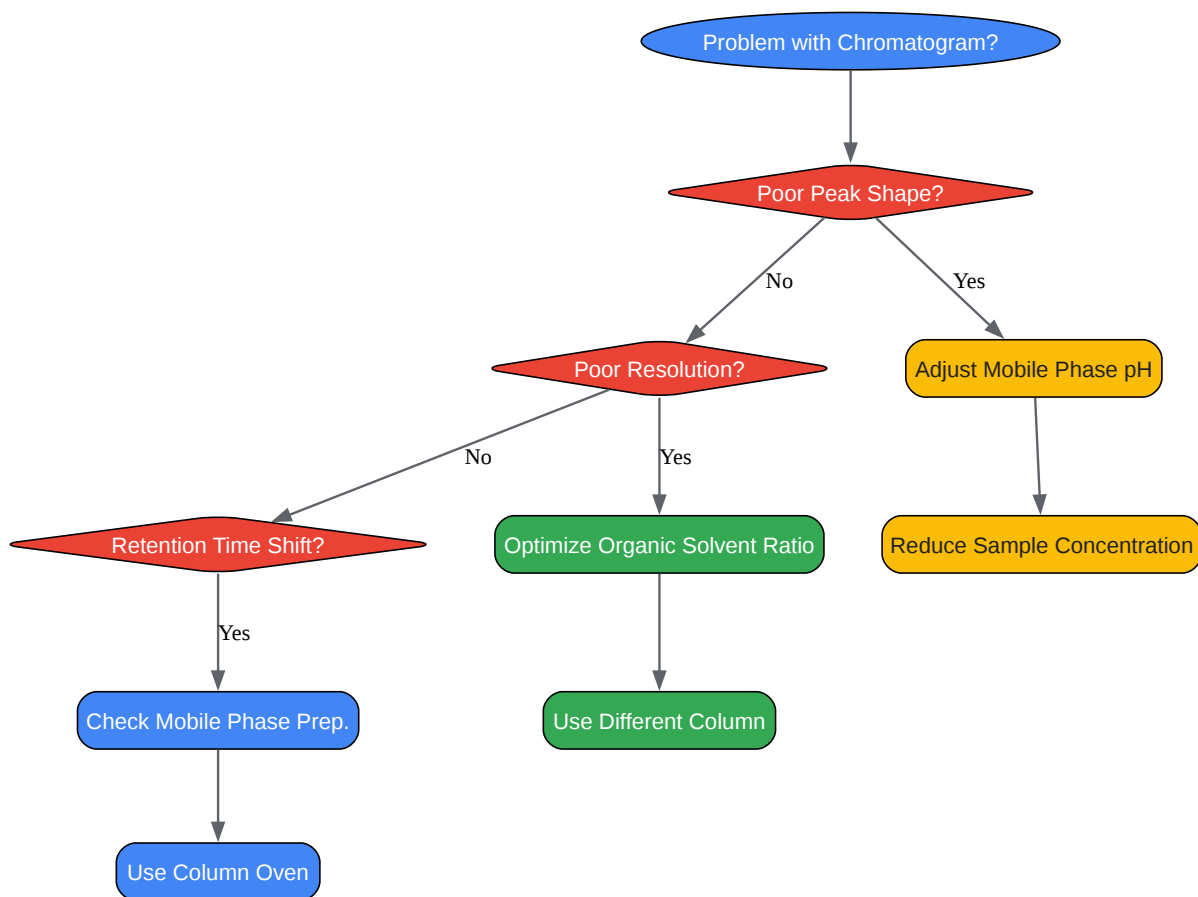 Problem with Chromatogram?
Poor Peak Shape?
No
Yes
Poor Resolution?
Adjust Mobile Phase pH
No
Yes
Retention Time Shift?
Optimize Organic Solvent Ratio
Reduce Sample Concentration
Yes
Check Mobile Phase Prep.
Use Different Column
Use Column Oven